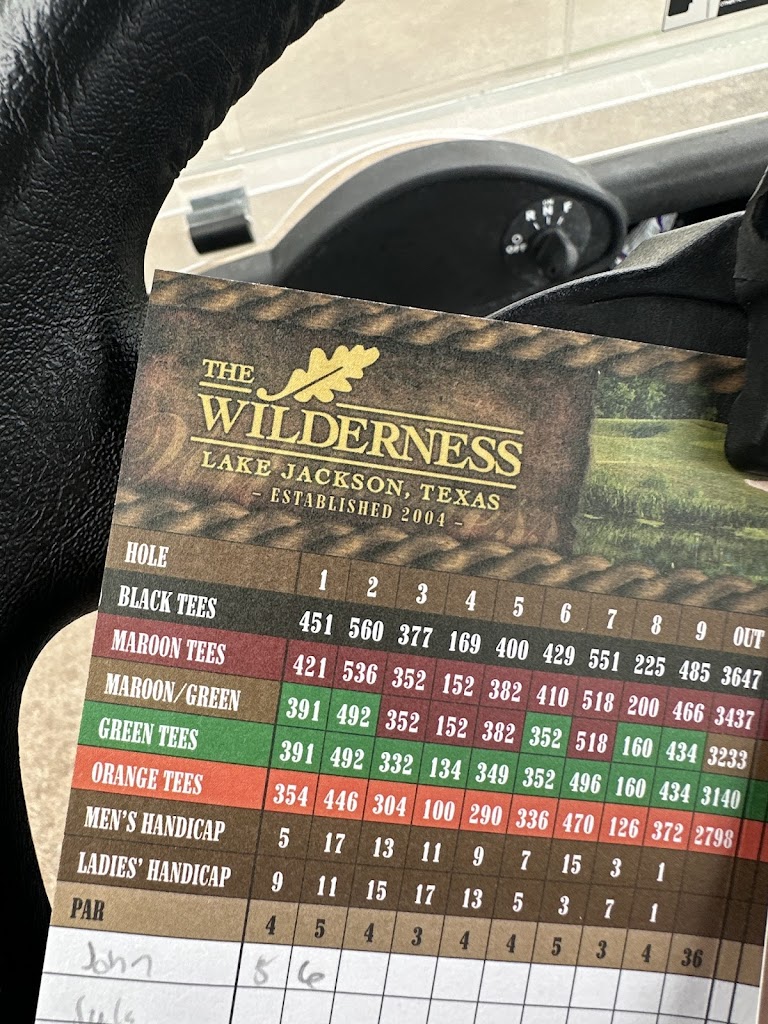 R N F
OFF
THE
WILDERNESS
LAKE JACKSON, TEXAS
– ESTABLISHED 2004 –
HOLE 1 2 3 4 5 6 7 8 9 OUT
BLACK TEES 451 560 377 169 400 429 551 225 485 3647
MAROON TEES 421 536 352 152 382 410 518 200 466 3437
MAROON/GREEN 391 492 352 152 382 352 518 160 434 3233
GREEN TEES 391 492 332 134 349 352 496 160 434 3140
ORANGE TEES 354 446 304 100 290 336 470 126 372 2798
MEN'S HANDICAP 5 17 13 11 9 7 15 3 1
LADIES' HANDICAP 9 11 15 17 13 5 3 7 1
PAR 4 5 4 3 4 4 5 3 4 36
John 5 6